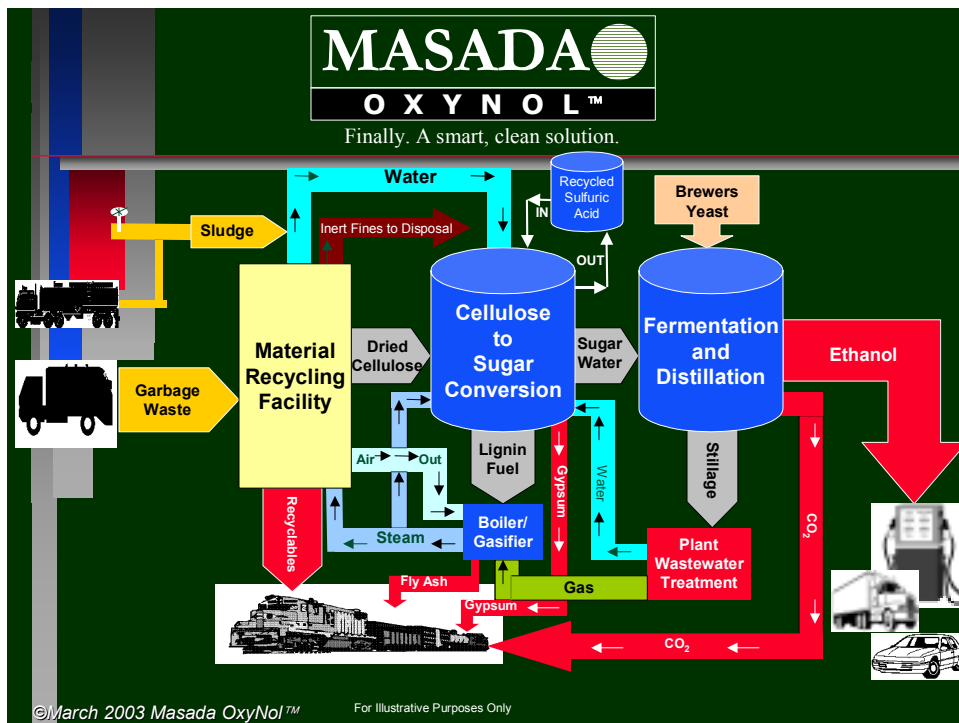 MASADA
OXYNOL™
Finally. A smart, clean solution.
Water
Recycled
Sulfuric
Acid
IN
OUT
Brewers
Yeast
Sludge
Inert Fines to Disposal
Garbage
Waste
Material
Recycling
Facility
Dried
Cellulose
Cellulose
to
Sugar
Conversion
Sugar
Water
Fermentation
and
Distillation
Ethanol
Air
Out
Lignin
Fuel
Gypsum
Water
Stillage
CO2
Recyclables
Steam
Boiler/
Gasifier
Plant
Wastewater
Treatment
Fly Ash
Gas
Gypsum
CO2
©March 2003 Masada OxyNol™
For Illustrative Purposes Only